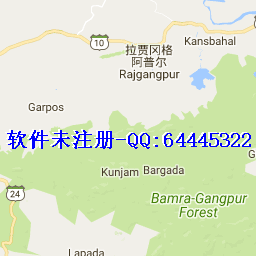 拉贾冈格
阿普尔
Rajgangpur
Kansbahal
10
Garpos
软件未注册-QQ:64445322
Kunjam
Bargada
24
Bamra-Gangpur
Forest
Lapada